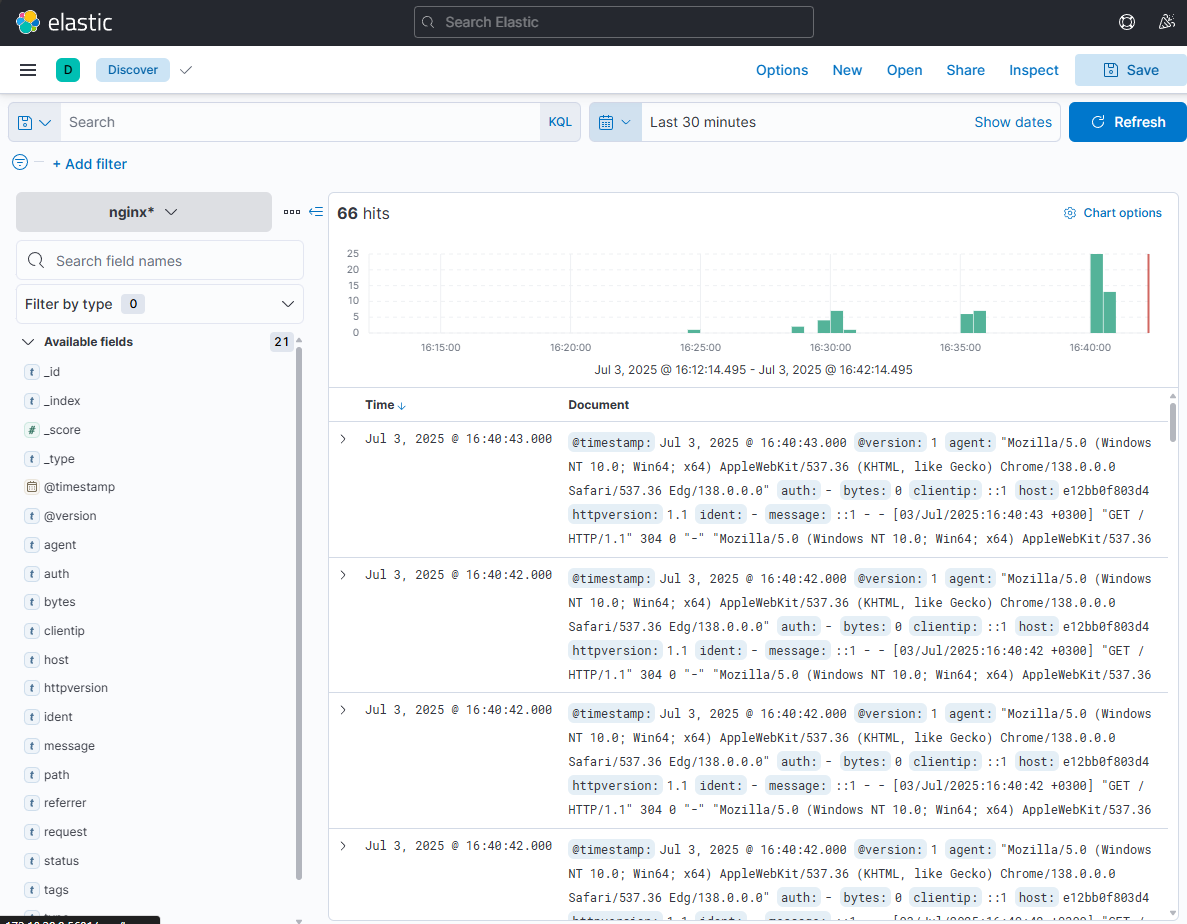 elastic
Search Elastic
D
Discover
Options
New
Open
Share
Inspect
Save
Search
KQL
Last 30 minutes
Show dates
Refresh
+ Add filter
nginx*
Search field names
Filter by type 0
Available fields 21
t _id
t _index
# _score
t _type
@timestamp
t @version
t agent
t auth
t bytes
t clientip
t host
t httpversion
t ident
t message
t path
t referrer
t request
t status
t tags
66 hits
Chart options
25
20
15
10
5
0
16:15:00 16:20:00 16:25:00 16:30:00 16:35:00 16:40:00
Jul 3, 2025 @ 16:12:14.495 - Jul 3, 2025 @ 16:42:14.495
Time Document
Jul 3, 2025 @ 16:40:43.000
@timestamp: Jul 3, 2025 @ 16:40:43.000 @version: 1 agent: "Mozilla/5.0 (Windows
NT 10.0; Win64; x64) AppleWebKit/537.36 (KHTML, like Gecko) Chrome/138.0.0.0
Safari/537.36 Edg/138.0.0.0" auth: - bytes: 0 clientip: ::1 host: e12bb0f803d4
httpversion: 1.1 ident: - message: ::1 - - [03/Jul/2025:16:40:43 +0300] "GET /
HTTP/1.1" 304 0 "-" "Mozilla/5.0 (Windows NT 10.0; Win64; x64) AppleWebKit/537.36
Jul 3, 2025 @ 16:40:42.000
@timestamp: Jul 3, 2025 @ 16:40:42.000 @version: 1 agent: "Mozilla/5.0 (Windows
NT 10.0; Win64; x64) AppleWebKit/537.36 (KHTML, like Gecko) Chrome/138.0.0.0
Safari/537.36 Edg/138.0.0.0" auth: - bytes: 0 clientip: ::1 host: e12bb0f803d4
httpversion: 1.1 ident: - message: ::1 - - [03/Jul/2025:16:40:42 +0300] "GET /
HTTP/1.1" 304 0 "-" "Mozilla/5.0 (Windows NT 10.0; Win64; x64) AppleWebKit/537.36
Jul 3, 2025 @ 16:40:42.000
@timestamp: Jul 3, 2025 @ 16:40:42.000 @version: 1 agent: "Mozilla/5.0 (Windows
NT 10.0; Win64; x64) AppleWebKit/537.36 (KHTML, like Gecko) Chrome/138.0.0.0
Safari/537.36 Edg/138.0.0.0" auth: - bytes: 0 clientip: ::1 host: e12bb0f803d4
httpversion: 1.1 ident: - message: ::1 - - [03/Jul/2025:16:40:42 +0300] "GET /
HTTP/1.1" 304 0 "-" "Mozilla/5.0 (Windows NT 10.0; Win64; x64) AppleWebKit/537.36
Jul 3, 2025 @ 16:40:42.000
@timestamp: Jul 3, 2025 @ 16:40:42.000 @version: 1 agent: "Mozilla/5.0 (Windows
NT 10.0; Win64; x64) AppleWebKit/537.36 (KHTML, like Gecko) Chrome/138.0.0.0
Safari/537.36 Edg/138.0.0.0" auth: - bytes: 0 clientip: ::1 host: e12bb0f803d4